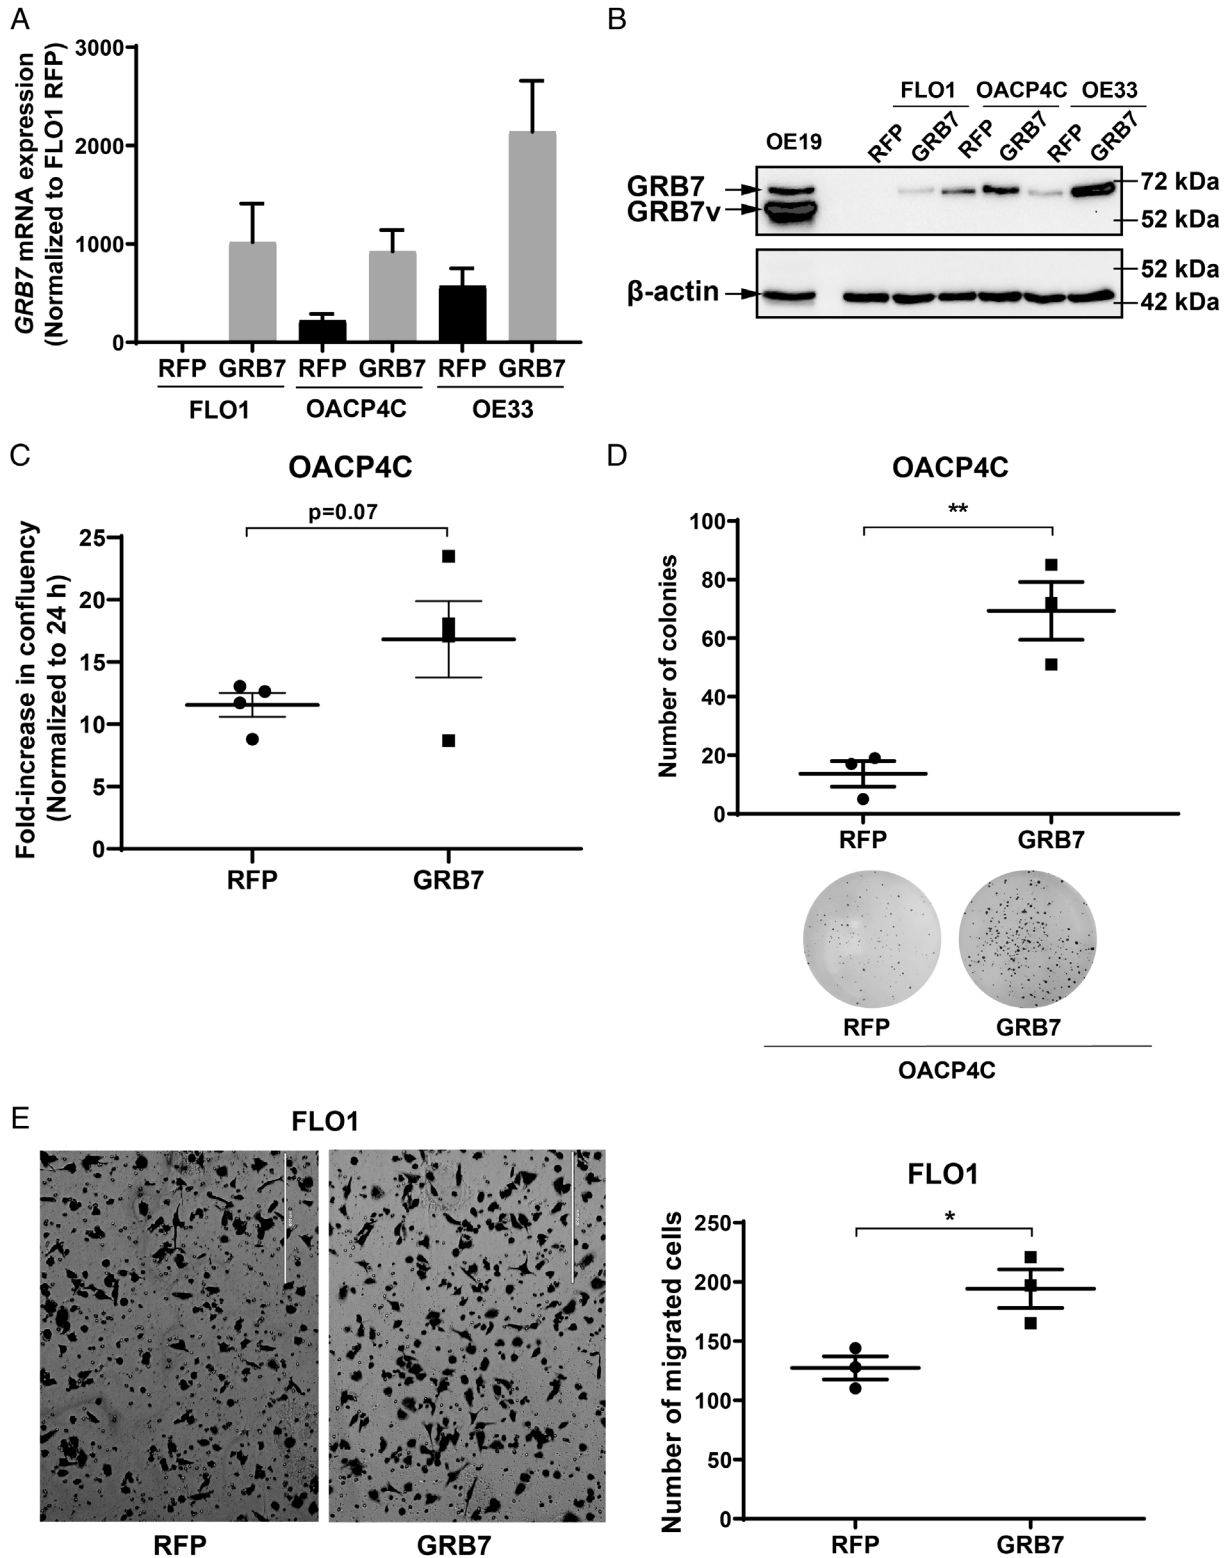 A
GRB7 mRNA expression
(Normalized to FLO1 RFP)
3000
2000
1000
0
RFP GRB7 RFP GRB7 RFP GRB7
FLO1 OACP4C OE33
B
FLO1 OACP4C OE33
OE19 RFP GRB7 RFP GRB7 RFP GRB7
GRB7
GRB7v
72 kDa
52 kDa
β-actin
52 kDa
42 kDa
C
OACP4C
p=0.07
Fold-increase in confluency
(Normalized to 24 h)
25
20
15
10
5
0
RFP GRB7
D
OACP4C
**
Number of colonies
100
80
60
40
20
0
RFP GRB7
RFP GRB7
OACP4C
E
FLO1
RFP GRB7
FLO1
*
Number of migrated cells
250
200
150
100
50
0
RFP GRB7